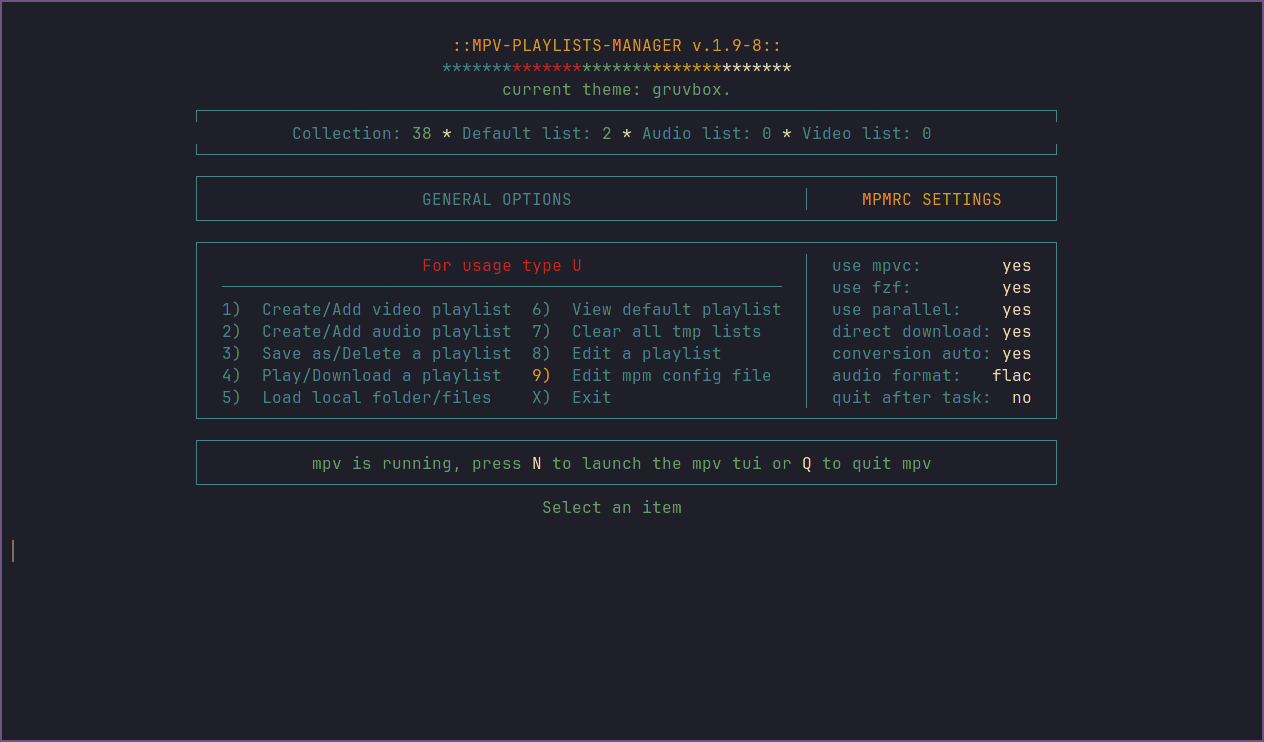 ::MPV-PLAYLISTS-MANAGER v.1.9-8::
***********************************
current theme: gruvbox.
Collection: 38 * Default list: 2 * Audio list: 0 * Video list: 0
GENERAL OPTIONS
MPMRC SETTINGS
For usage type U
1) Create/Add video playlist 6) View default playlist
2) Create/Add audio playlist 7) Clear all tmp lists
3) Save as/Delete a playlist 8) Edit a playlist
4) Play/Download a playlist 9) Edit mpm config file
5) Load local folder/files X) Exit
use mpvc: yes
use fzf: yes
use parallel: yes
direct download: yes
conversion auto: yes
audio format: flac
quit after task: no
mpv is running, press N to launch the mpv tui or Q to quit mpv
Select an item